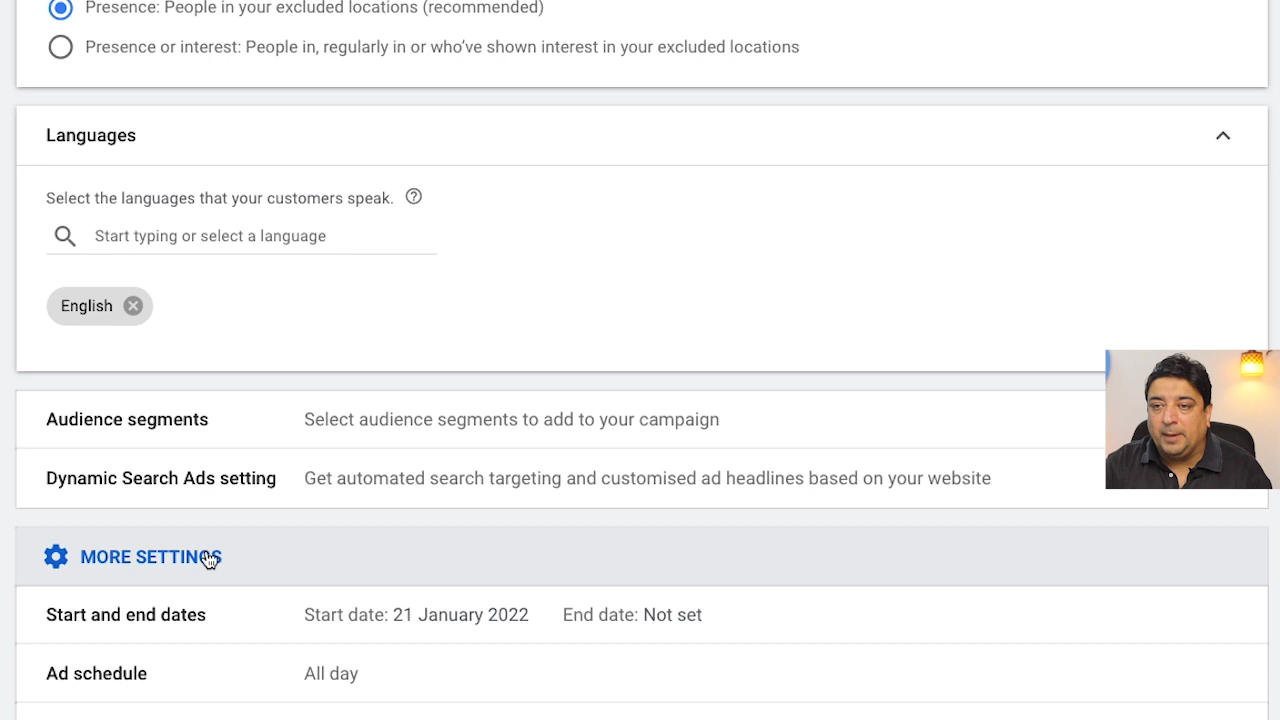 Presence: People in your excluded locations (recommended)
Presence or interest: People in, regularly in or who've shown interest in your excluded locations
Languages
Select the languages that your customers speak.
Start typing or select a language
English
Audience segments Select audience segments to add to your campaign
Dynamic Search Ads setting Get automated search targeting and customised ad headlines based on your website
MORE SETTINGS
Start and end dates Start date: 21 January 2022 End date: Not set
Ad schedule All day